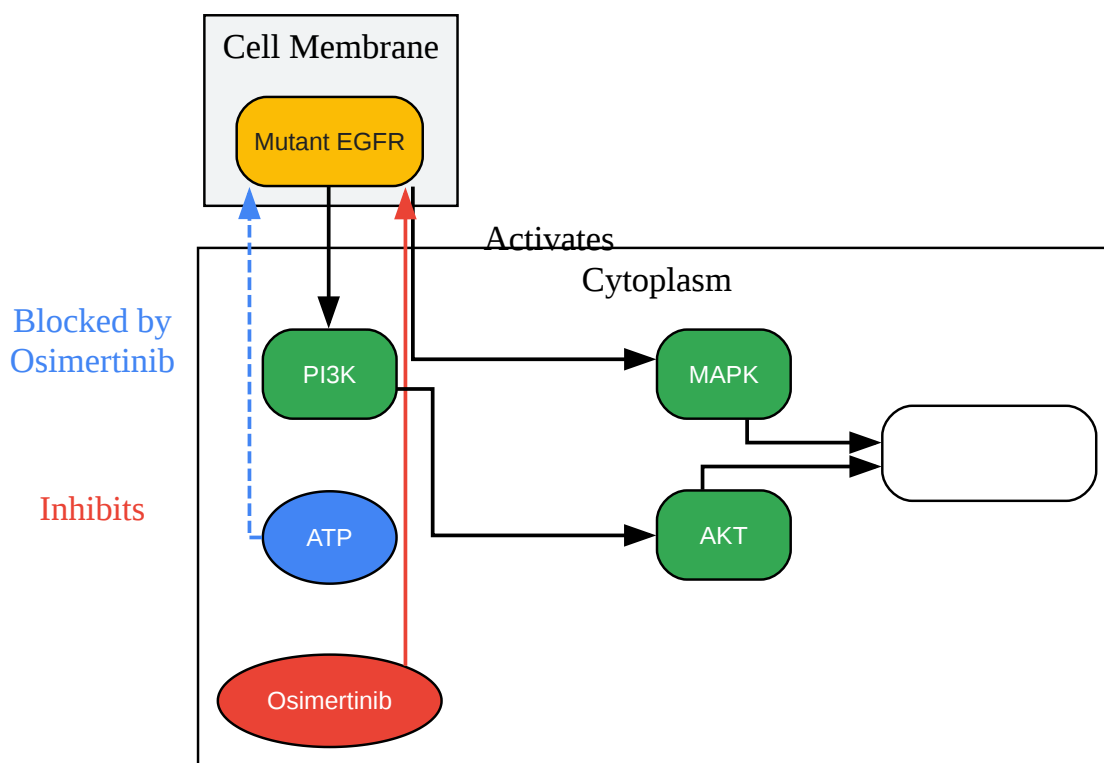 Cell Membrane
Mutant EGFR
Activates
Cytoplasm
Blocked by
Osimertinib
PI3K
MAPK
Inhibits
ATP
AKT
Osimertinib